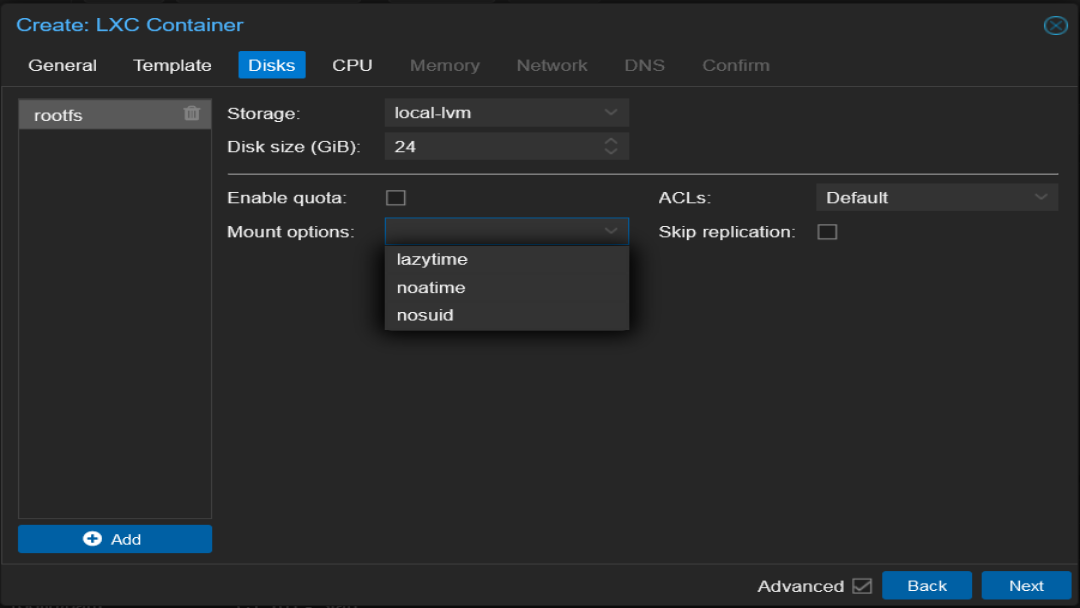 Create: LXC Container
General Template Disks CPU Memory Network DNS Confirm
rootfs
Storage: local-lvm
Disk size (GiB): 24
Enable quota: ACLs: Default
Mount options: Skip replication:
lazytime
noatime
nosuid
Add
Advanced Back Next